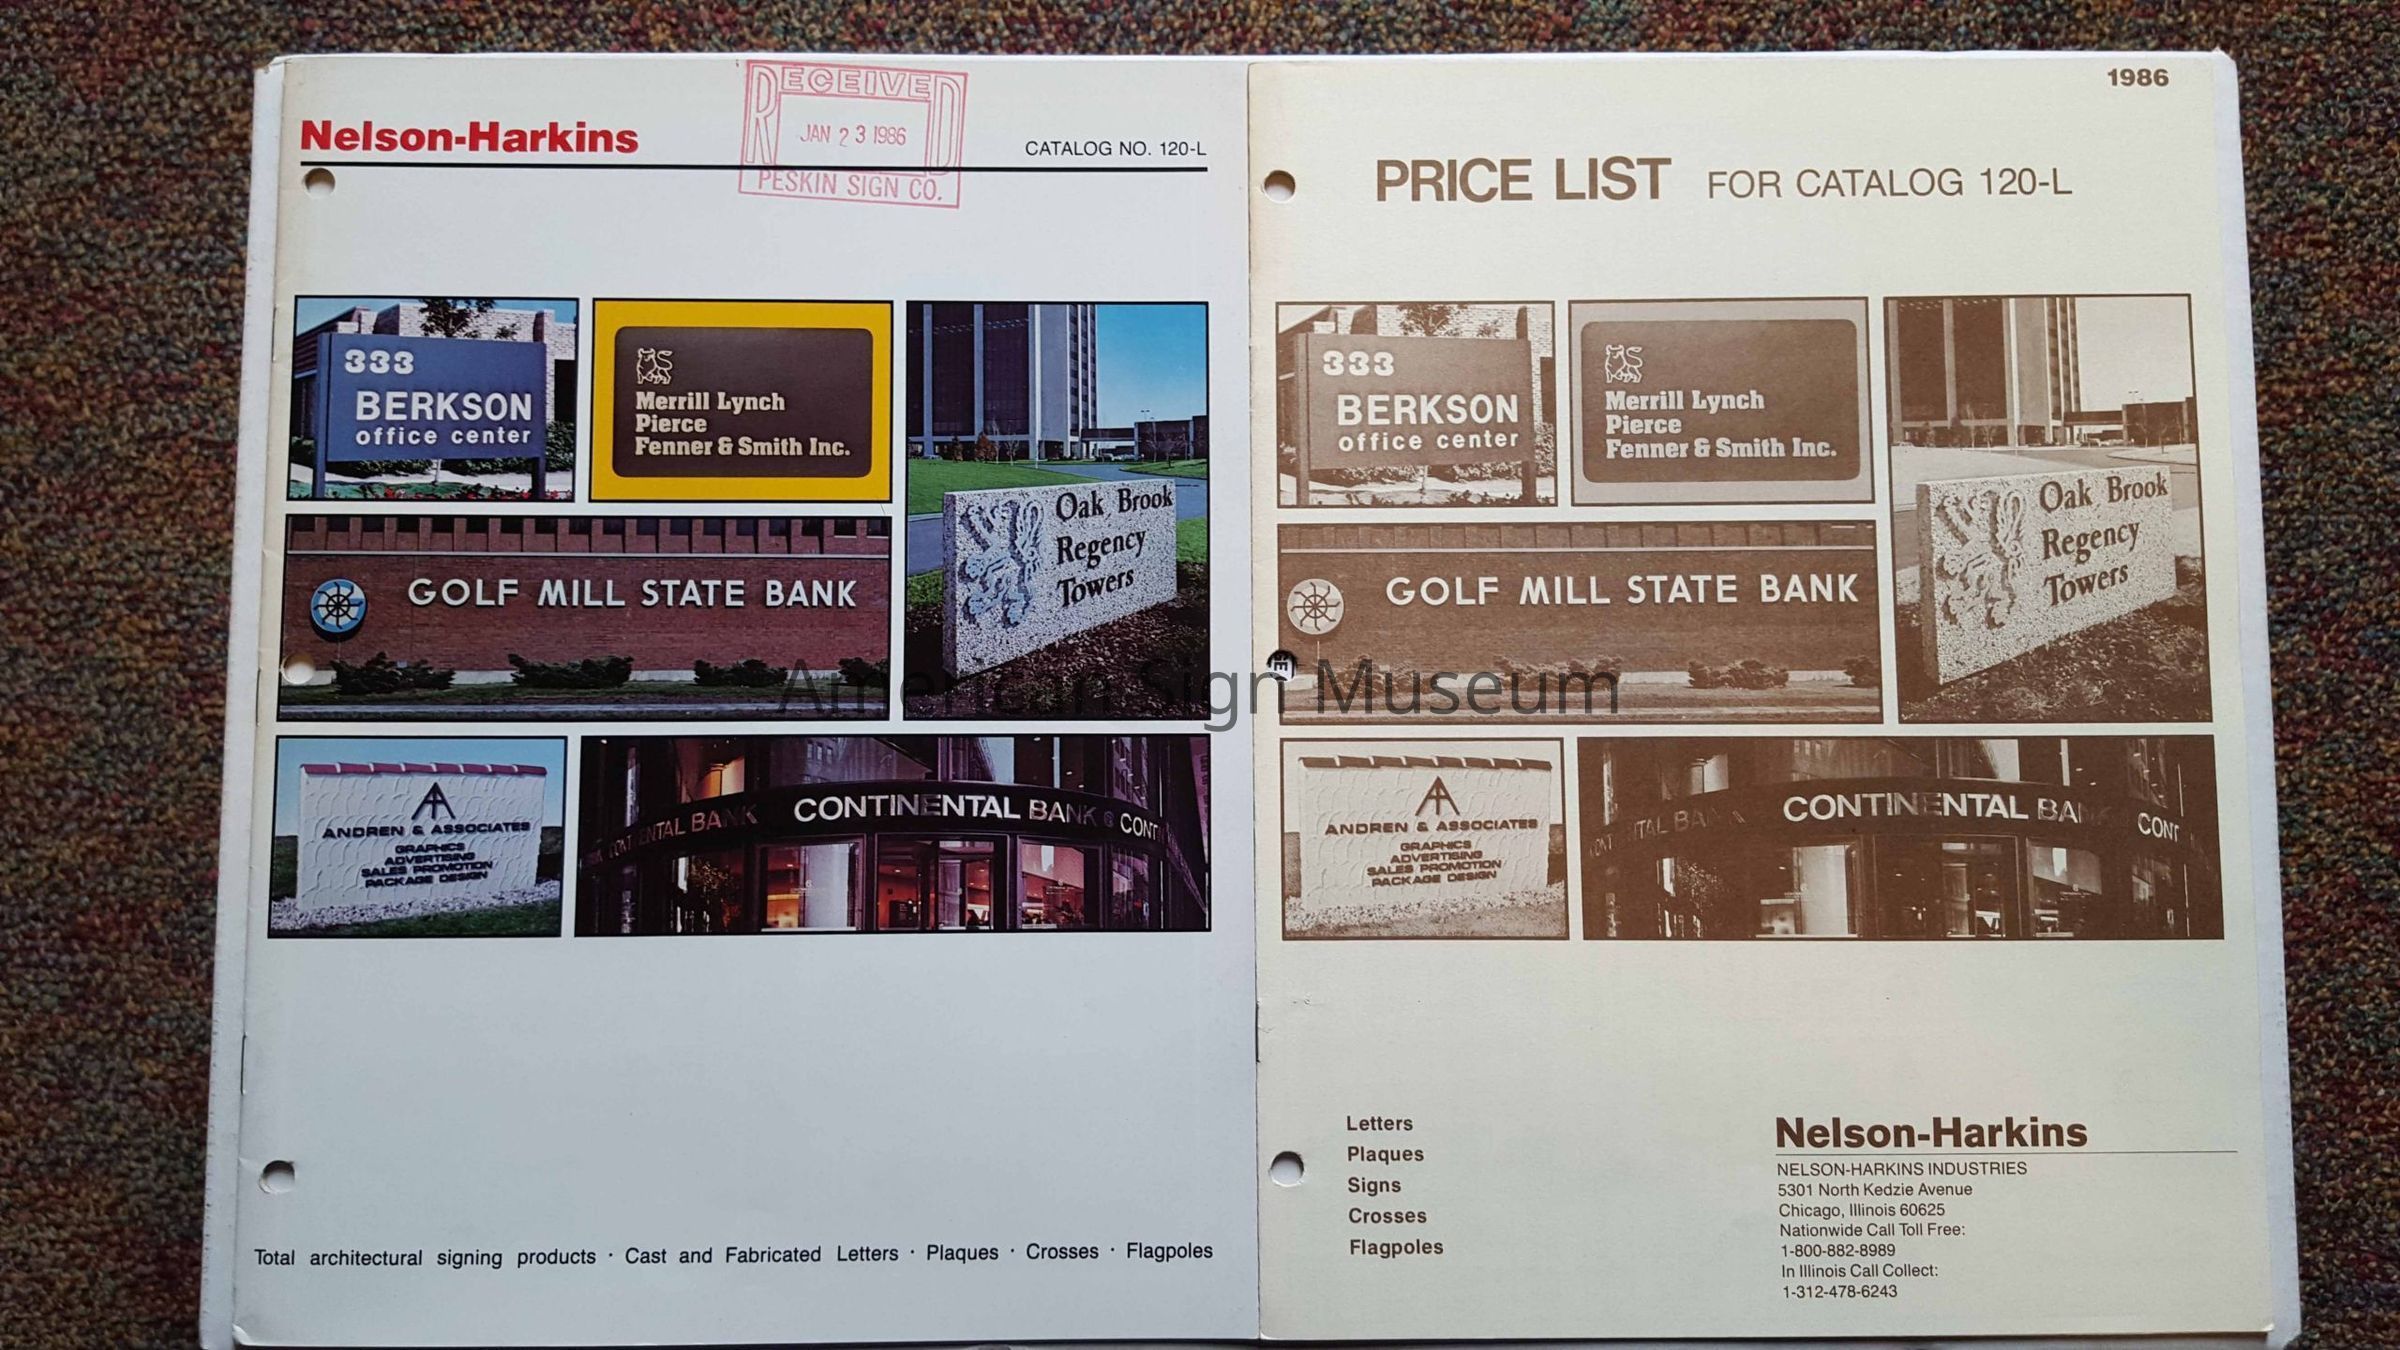 Nelson-Harkins
RECEIVED
JAN 23 1986
PESKIN SIGN CO.
CATALOG NO. 120-L
333
BERKSON
office center
Merrill Lynch
Pierce
Fenner & Smith Inc.
Oak Brook
Regency
Towers
GOLF MILL STATE BANK
ANDREN & ASSOCIATES
GRAPHICS
ADVERTISING
SALES PROMOTION
PACKAGE DESIGN
CONTINENTAL BANK
CONTINENTAL BANK CONT
Total architectural signing products · Cast and Fabricated Letters · Plaques · Crosses · Flagpoles
1986
PRICE LIST FOR CATALOG 120-L
333
BERKSON
office center
Merrill Lynch
Pierce
Fenner & Smith Inc.
Oak Brook
Regency
Towers
GOLF MILL STATE BANK
ANDREN & ASSOCIATES
GRAPHICS
ADVERTISING
SALES PROMOTION
PACKAGE DESIGN
CONTINENTAL BANK CONT
Letters
Plaques
Signs
Crosses
Flagpoles
Nelson-Harkins
NELSON-HARKINS INDUSTRIES
5301 North Kedzie Avenue
Chicago, Illinois 60625
Nationwide Call Toll Free:
1-800-882-8989
In Illinois Call Collect:
1-312-478-6243
American Sign Museum